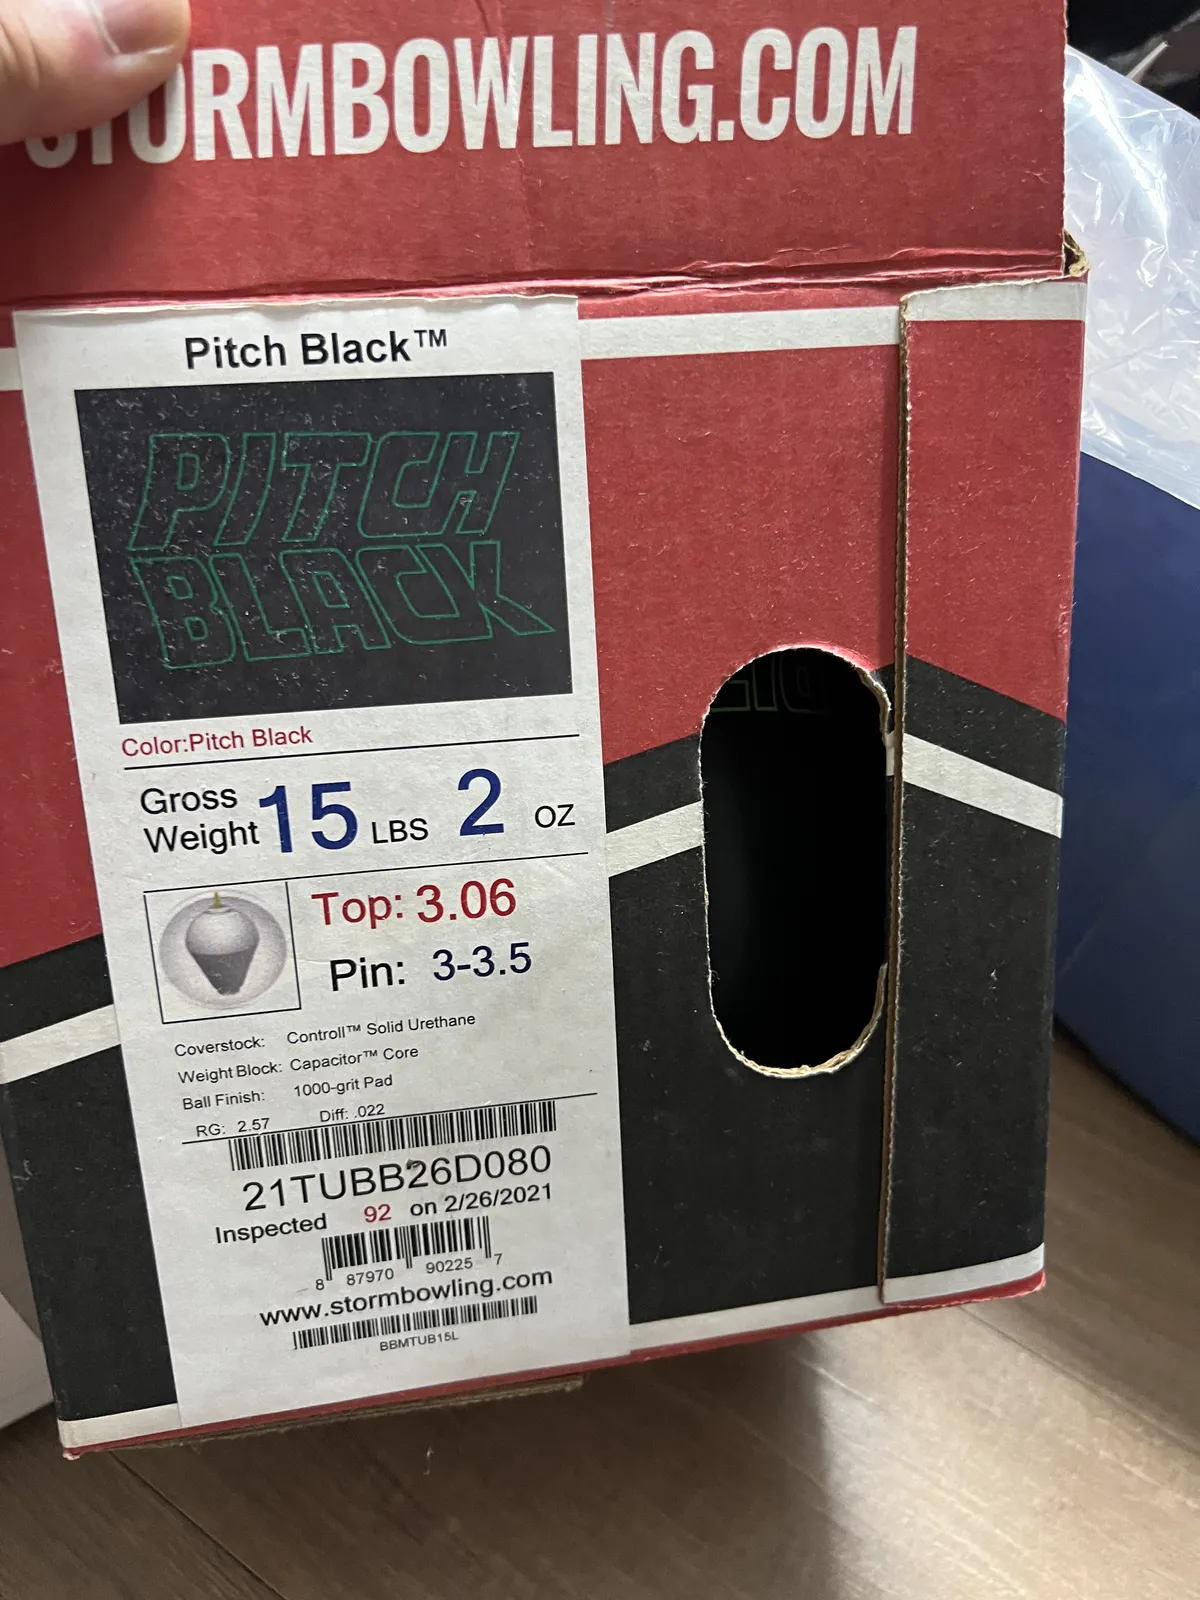 STORMBOWLING.COM
Pitch Black™
PITCH
BLACK
Color:Pitch Black
Gross
Weight 15 LBS 2 OZ
Top: 3.06
Pin: 3-3.5
Coverstock: Controll™ Solid Urethane
Weight Block: Capacitor™ Core
Ball Finish: 1000-grit Pad
RG: 2.57 Diff: .022
21TUBB26D080
Inspected 92 on 2/26/2021
8 87970 90225 7
www.stormbowling.com
BBMTUB15L